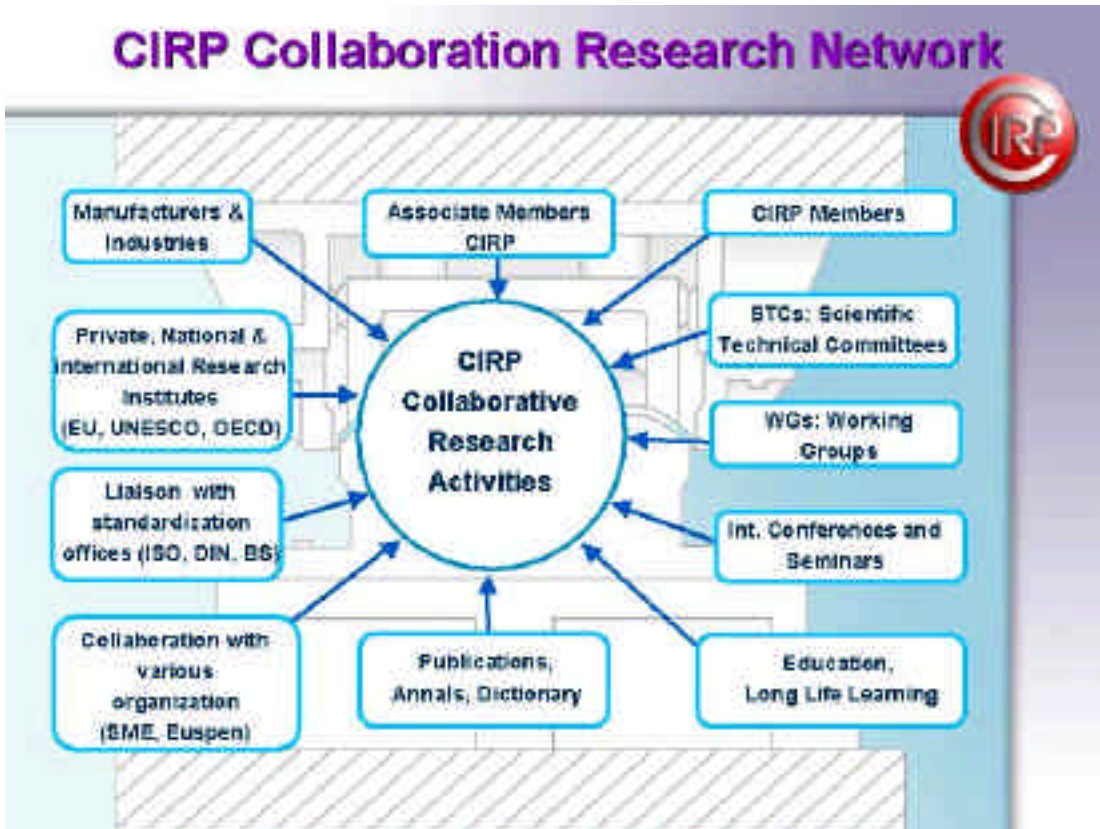 CIRP Collaboration Research Network
CIRP
Manufacturers &
Industries
Associate Members
CIRP
CIRP Members
Private, National &
International Research
Institutes
(EU, UNESCO, OECD)
STCs: Scientific
Technical Committees
CIRP
Collaborative
Research
Activities
WGs: Working
Groups
Liaison with
standardization
offices (ISO, DIN, BS)
Int. Conferences and
Seminars
Collaboration with
various
organization
(SME, Euspen)
Publications,
Annals, Dictionary
Education,
Long Life Learning